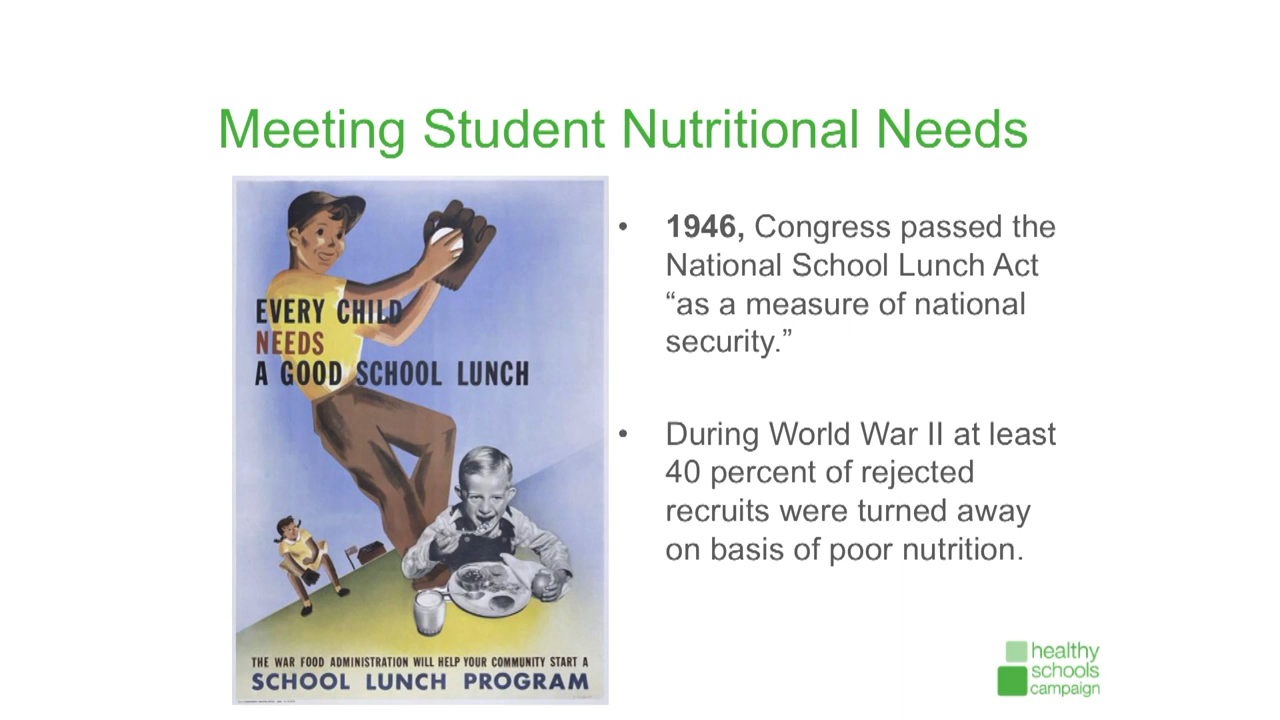 Meeting Student Nutritional Needs
EVERY CHILD
NEEDS
A GOOD SCHOOL LUNCH
THE WAR FOOD ADMINISTRATION WILL HELP YOUR COMMUNITY START A
SCHOOL LUNCH PROGRAM
• 1946, Congress passed the
National School Lunch Act
“as a measure of national
security.”
• During World War II at least
40 percent of rejected
recruits were turned away
on basis of poor nutrition.
healthy
schools
campaign